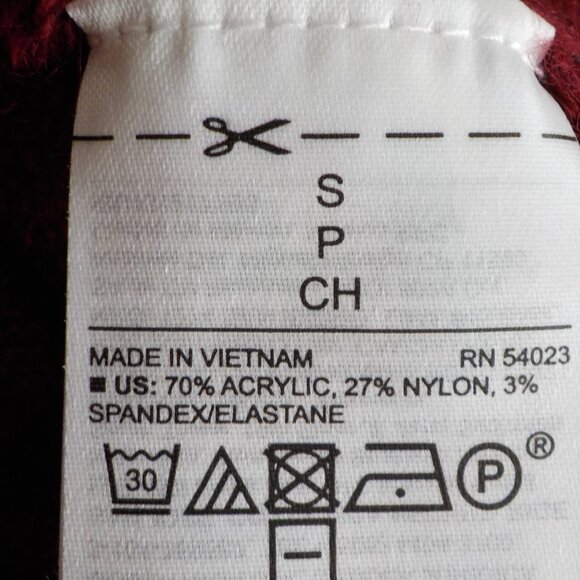 S
P
CH
MADE IN VIETNAM RN 54023
US: 70% ACRYLIC, 27% NYLON, 3%
SPANDEX/ELASTANE
30 P ®